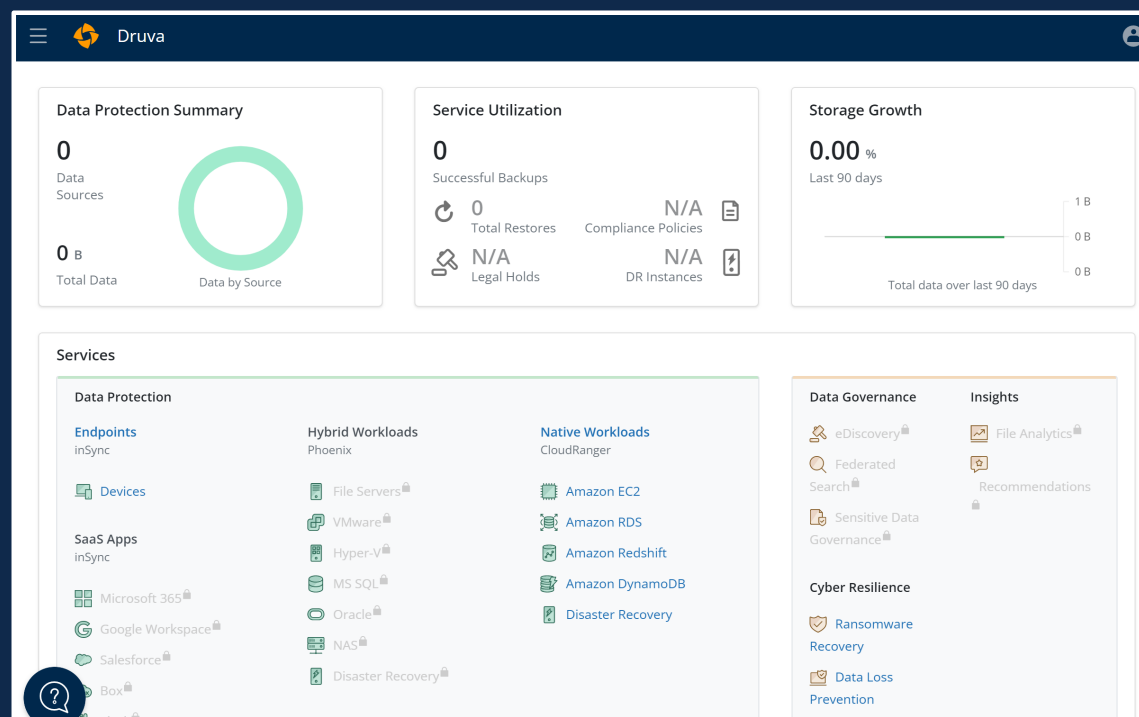 Druva
Data Protection Summary
0
Data
Sources
0 B
Total Data
Data by Source
Service Utilization
0
Successful Backups
0
Total Restores
N/A
Compliance Policies
N/A
Legal Holds
N/A
DR Instances
Storage Growth
0.00 %
Last 90 days
1 B
0 B
0 B
Total data over last 90 days
Services
Data Protection
Endpoints
inSync
Devices
SaaS Apps
inSync
Microsoft 365
Google Workspace
Salesforce
Box
Hybrid Workloads
Phoenix
File Servers
VMware
Hyper-V
MS SQL
Oracle
NAS
Disaster Recovery
Native Workloads
CloudRanger
Amazon EC2
Amazon RDS
Amazon Redshift
Amazon DynamoDB
Disaster Recovery
Data Governance
eDiscovery
Federated
Search
Sensitive Data
Governance
Insights
File Analytics
Recommendations
Cyber Resilience
Ransomware
Recovery
Data Loss
Prevention
?